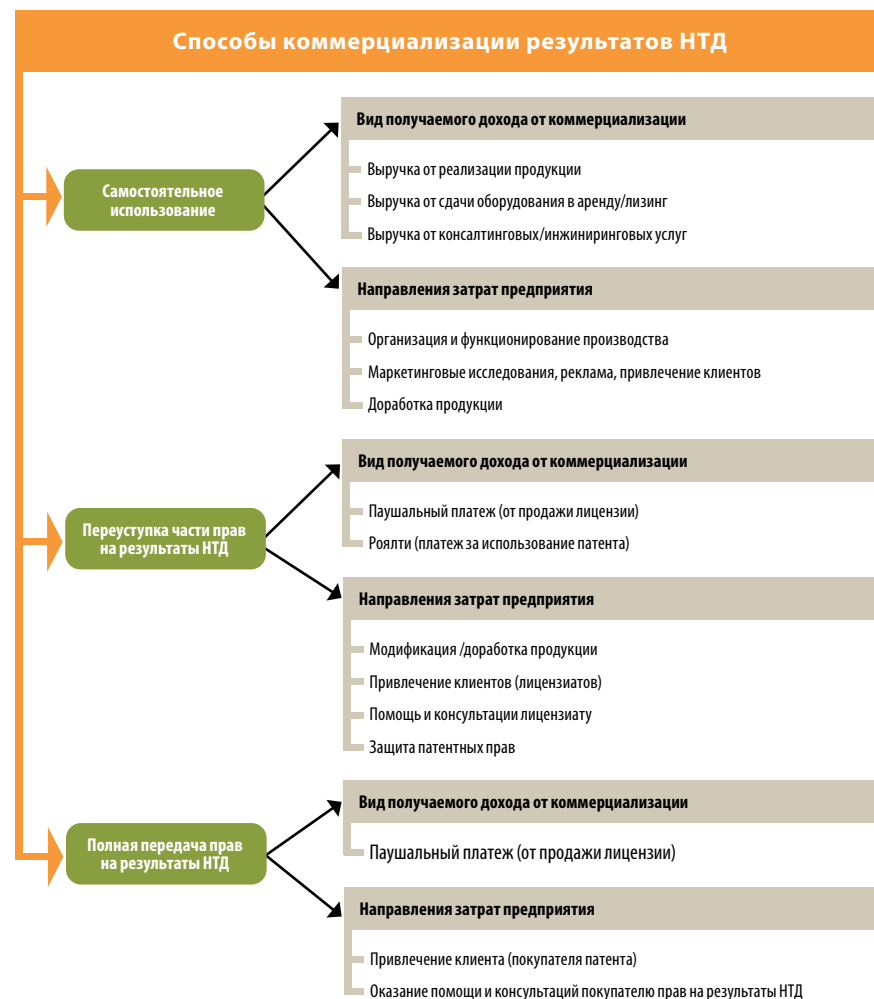 Способы коммерциализации результатов НТД
Самостоятельное
использование
Вид получаемого дохода от коммерциализации
Выручка от реализации продукции
Выручка от сдачи оборудования в аренду/лизинг
Выручка от консалтинговых/инжиниринговых услуг
Направления затрат предприятия
Организация и функционирование производства
Маркетинговые исследования, реклама, привлечение клиентов
Доработка продукции
Переуступка части прав
на результаты НТД
Вид получаемого дохода от коммерциализации
Паушальный платеж (от продажи лицензии)
Роялти (платеж за использование патента)
Направления затрат предприятия
Модификация /доработка продукции
Привлечение клиентов (лицензиатов)
Помощь и консультации лицензиату
Защита патентных прав
Полная передача прав
на результаты НТД
Вид получаемого дохода от коммерциализации
Паушальный платеж (от продажи лицензии)
Направления затрат предприятия
Привлечение клиента (покупателя патента)
Оказание помощи и консультаций покупателю прав на результаты НТД